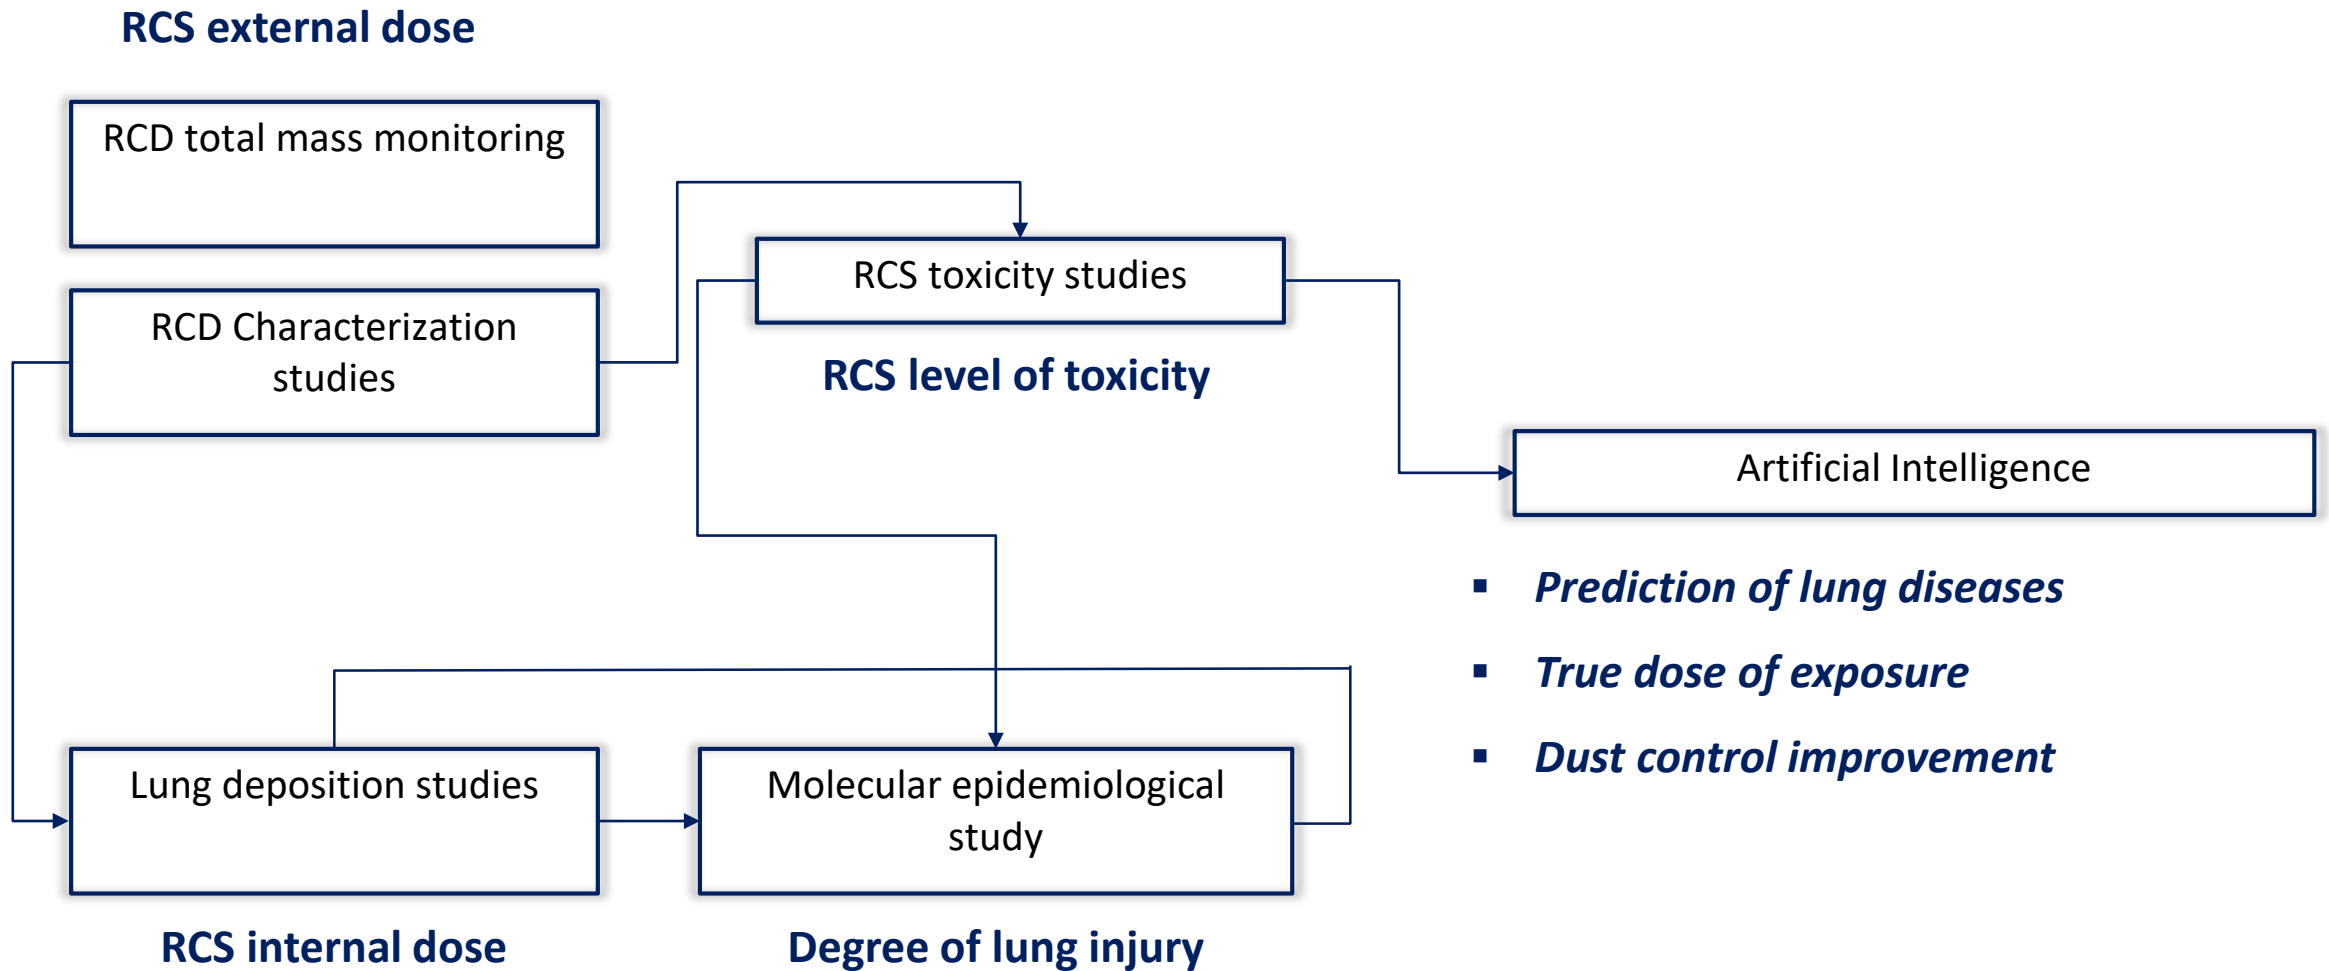 RCS external dose
RCD total mass monitoring
RCD Characterization
studies
RCS toxicity studies
RCS level of toxicity
Artificial Intelligence
▪ Prediction of lung diseases
▪ True dose of exposure
▪ Dust control improvement
Lung deposition studies
RCS internal dose
Molecular epidemiological
study
Degree of lung injury